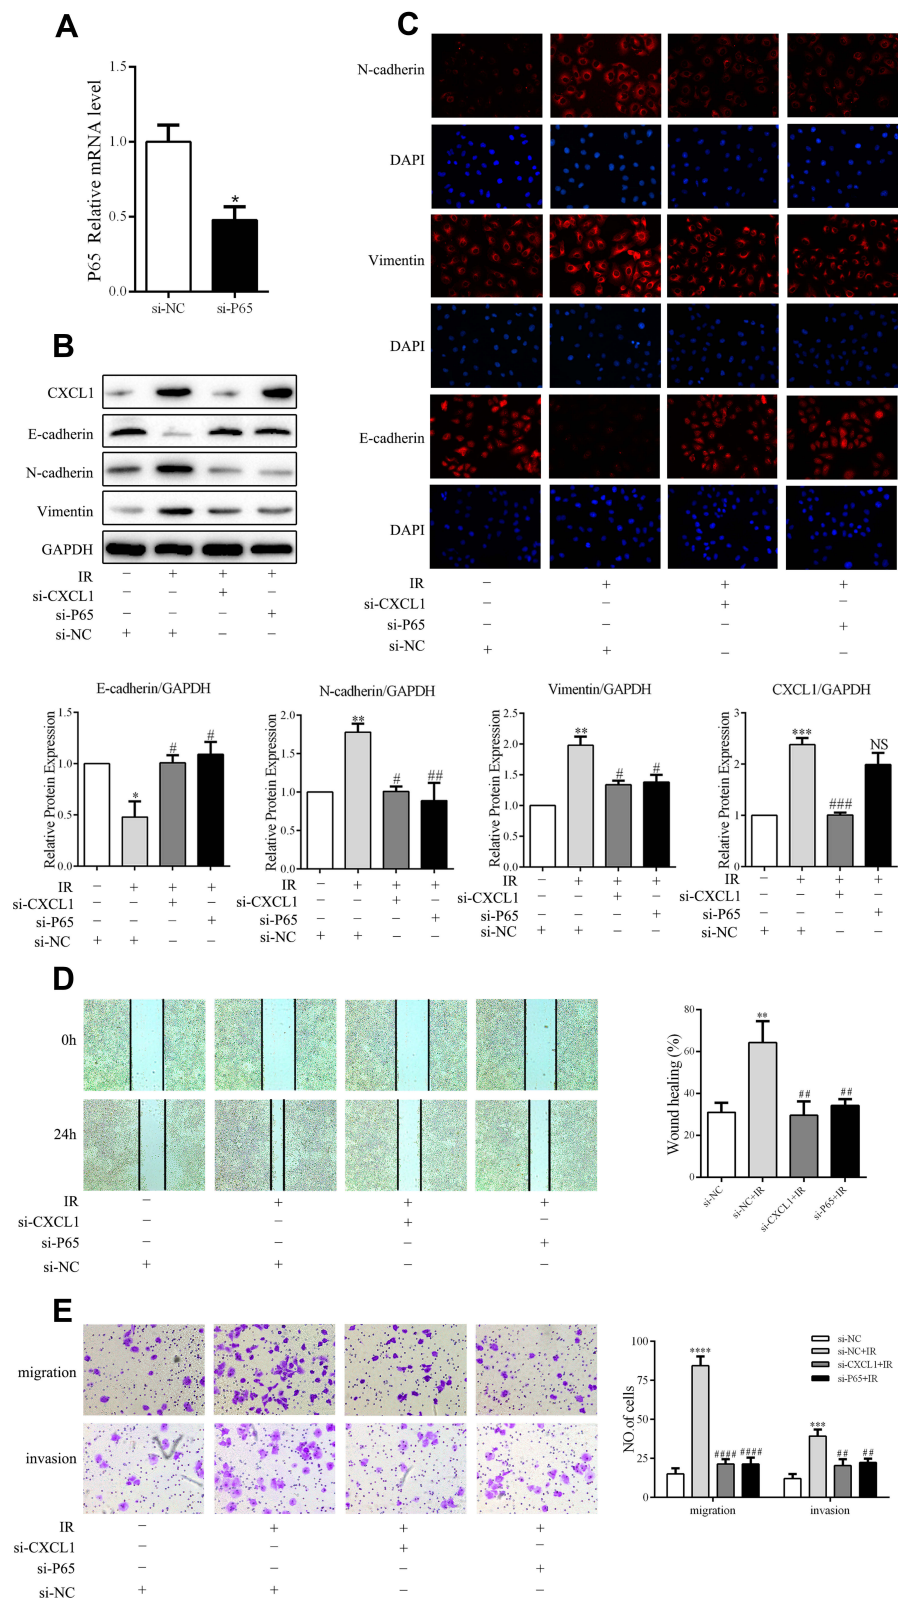 A
P65 Relative mRNA level
1.5
1.0
0.5
0.0
*
si-NC si-P65
B
CXCL1
E-cadherin
N-cadherin
Vimentin
GAPDH
IR − + + +
si-CXCL1 − − + −
si-P65 − − − +
si-NC + + − −
C
N-cadherin
DAPI
Vimentin
DAPI
E-cadherin
DAPI
IR − + + +
si-CXCL1 − − + −
si-P65 − − − +
si-NC + + − −
E-cadherin/GAPDH
Relative Protein Expression
1.5
1.0
0.5
0.0
* # #
IR − + + +
si-CXCL1 − − + −
si-P65 − − − +
si-NC + + − −
N-cadherin/GAPDH
Relative Protein Expression
2.0
1.5
1.0
0.5
0.0
** # ##
IR − + + +
si-CXCL1 − − + −
si-P65 − − − +
si-NC + + − −
Vimentin/GAPDH
Relative Protein Expression
2.5
2.0
1.5
1.0
0.5
0.0
** # #
IR − + + +
si-CXCL1 − − + −
si-P65 − − − +
si-NC + + − −
CXCL1/GAPDH
Relative Protein Expression
3
2
1
0
*** ### NS
IR − + + +
si-CXCL1 − − + −
si-P65 − − − +
si-NC + + − −
D
0h
24h
IR − + + +
si-CXCL1 − − + −
si-P65 − − − +
si-NC + + − −
Wound healing (%)
80
60
40
20
0
** ## ##
si-NC si-NC+IR si-CXCL1+IR si-P65+IR
E
migration
invasion
IR − + + +
si-CXCL1 − − + −
si-P65 − − − +
si-NC + + − −
si-NC
si-NC+IR
si-CXCL1+IR
si-P65+IR
NO.of cells
100
75
50
25
0
**** #### #### *** ## ##
migration invasion